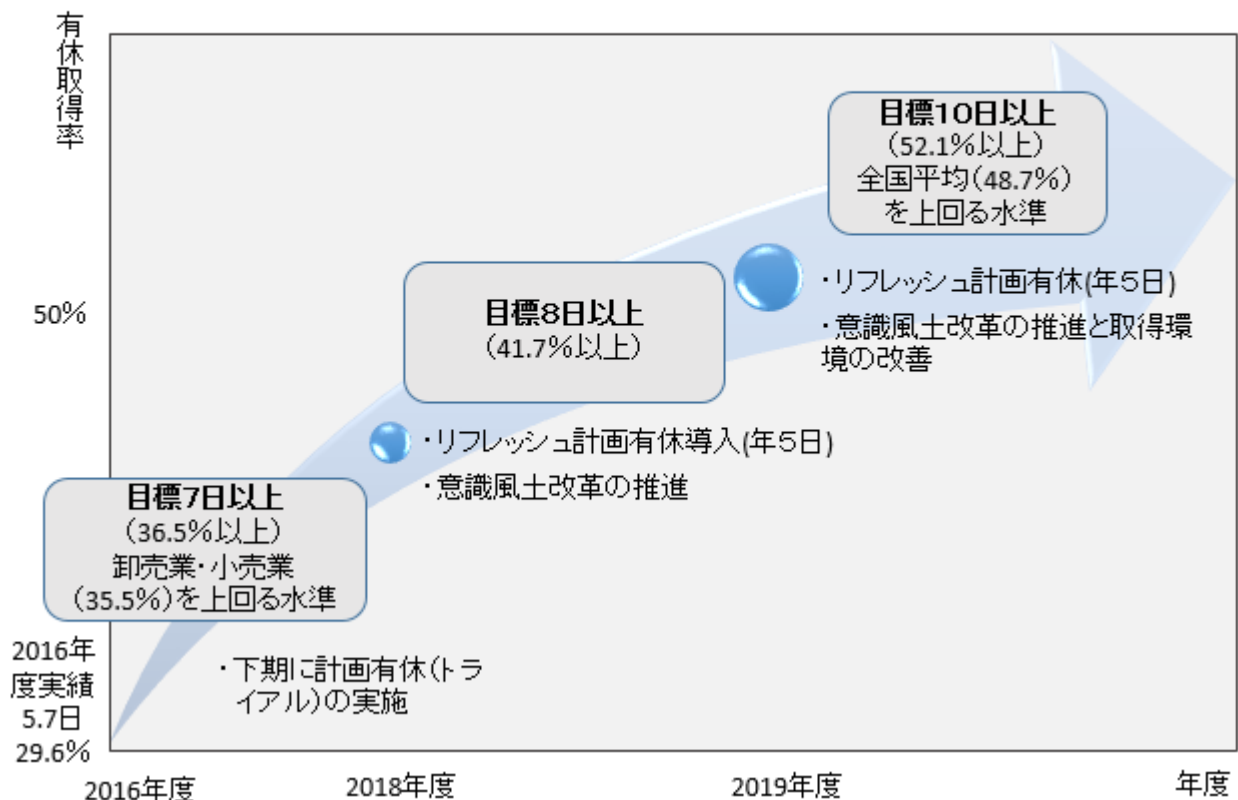 有休取得率
目標10日以上
(52.1%以上)
全国平均(48.7%)
を上回る水準
・リフレッシュ計画有休(年5日)
・意識風土改革の推進と取得環
境の改善
50%
目標8日以上
(41.7%以上)
・リフレッシュ計画有休導入(年5日)
・意識風土改革の推進
目標7日以上
(36.5%以上)
卸売業・小売業
(35.5%)を上回る水準
・下期に計画有休(トラ
イアル)の実施
2016年
度実績
5.7日
29.6%
2016年度
2018年度
2019年度
年度